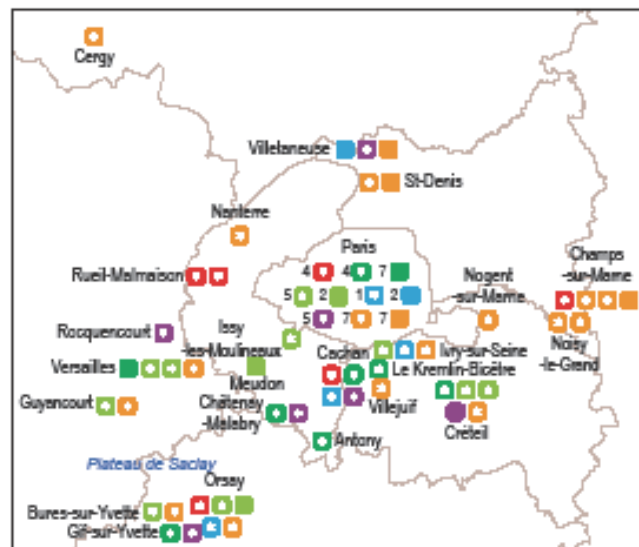 Cergy
Villetaneuse
St-Denis
Nanterre
Paris
4 4 7
5 2 1 2
5 7 7
Rueil-Malmaison
Champs
-sur-Marne
Nogent
-sur-Marne
Noisy
-le-Grand
Rocquencourt
Issy
-les-Moulineaux
Versailles
Meudon
Cachan
Ivry-sur-Seine
Le Kremlin-Bicêtre
Villejuif
Guyancourt
Châtenay
-Malabry
Créteil
Antony
Plateau de Saclay
Orsay
Bures-sur-Yvette
Gif-sur-Yvette